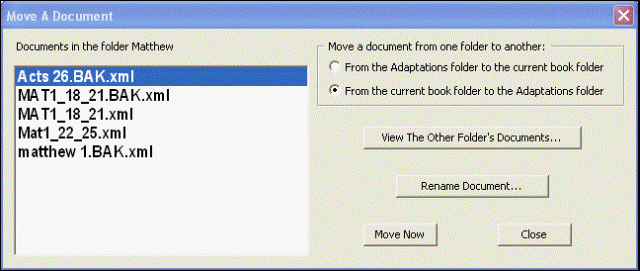 Move A Document
Documents in the folder Matthew
Acts 26.BAK.xml
MAT1_18_21.BAK.xml
MAT1_18_21.xml
Mat1_22_25.xml
matthew 1.BAK.xml
Move a document from one folder to another:
From the Adaptations folder to the current book folder
From the current book folder to the Adaptations folder
View The Other Folder's Documents...
Rename Document...
Move Now
Close